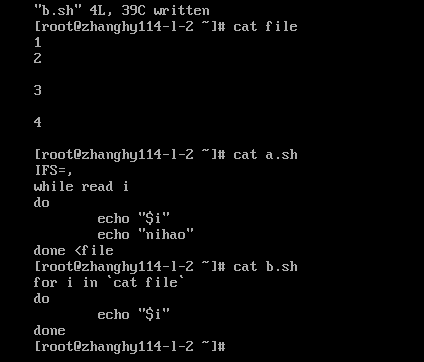 "b.sh" 4L, 39C written
[root@zhanghy114-l-2 ~]# cat file
1
2
3
4
[root@zhanghy114-l-2 ~]# cat a.sh
IFS=,
while read i
do
        echo "$i"
        echo "nihao"
done <file
[root@zhanghy114-l-2 ~]# cat b.sh
for i in `cat file`
do
        echo "$i"
done
[root@zhanghy114-l-2 ~]#